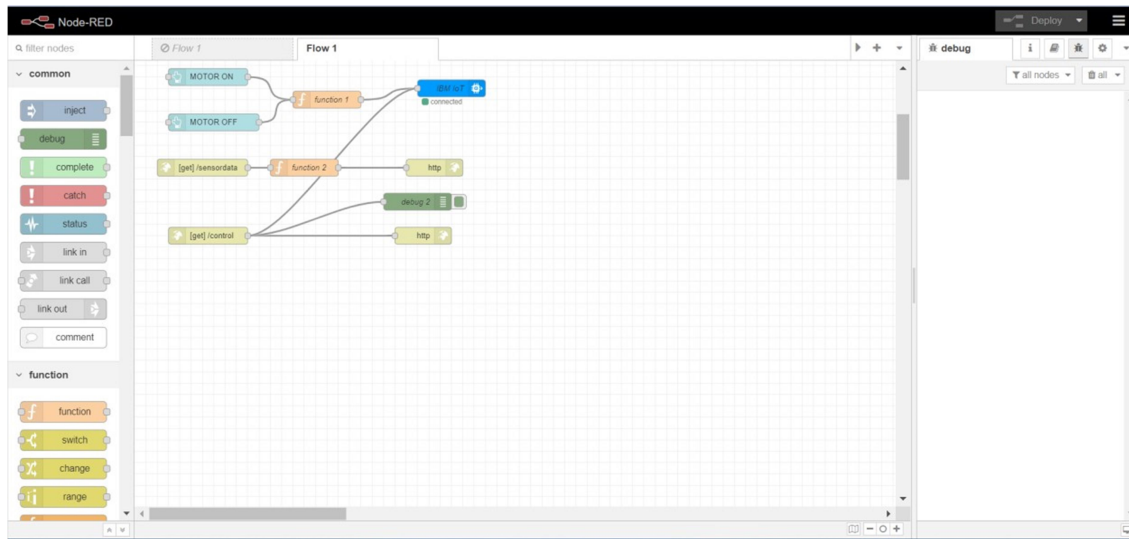 Node-RED
Deploy
filter nodes
Flow 1
Flow 1
debug
i
all nodes
all
common
inject
debug
complete
catch
status
link in
link call
link out
comment
function
function
switch
change
range
MOTOR ON
MOTOR OFF
function 1
IBM IoT
connected
[get] /sensordata
function 2
http
debug 2
[get] /control
http